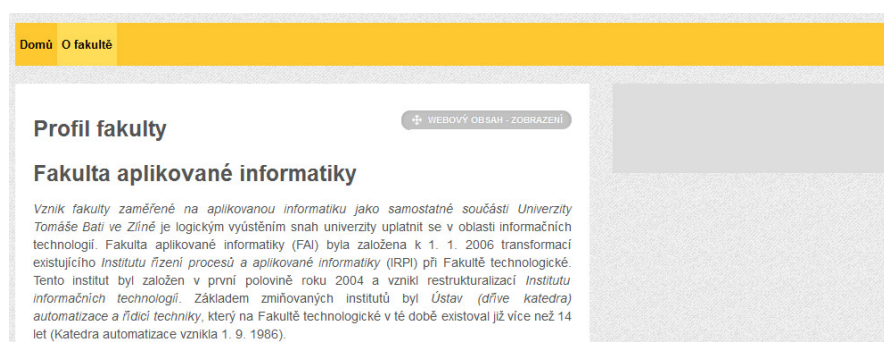 Domů O fakultě
WEBOVÝ OBSAH - ZOBRAZENÍ
Profil fakulty
Fakulta aplikované informatiky
Vznik fakulty zaměřené na aplikovanou informatiku jako samostatné součásti Univerzity
Tomáše Bati ve Zlíně je logickým vyústěním snah univerzity uplatnit se v oblasti informačních
technologií. Fakulta aplikované informatiky (FAI) byla založena k 1. 1. 2006 transformací
existujícího Institutu řízení procesů a aplikované informatiky (IRPI) při Fakultě technologické.
Tento institut byl založen v první polovině roku 2004 a vznikl restrukturalizací Institutu
informačních technologií. Základem zmiňovaných institutů byl Ústav (dříve katedra)
automatizace a řídicí techniky, který na Fakultě technologické v té době existoval již více než 14
let (Katedra automatizace vznikla 1. 9. 1986).